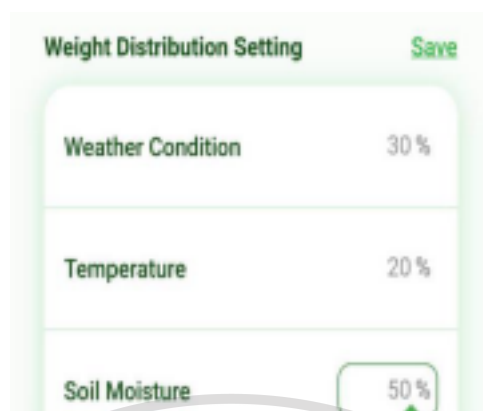 Weight Distribution Setting Save
Weather Condition 30 %
Temperature 20 %
Soil Moisture 50 %